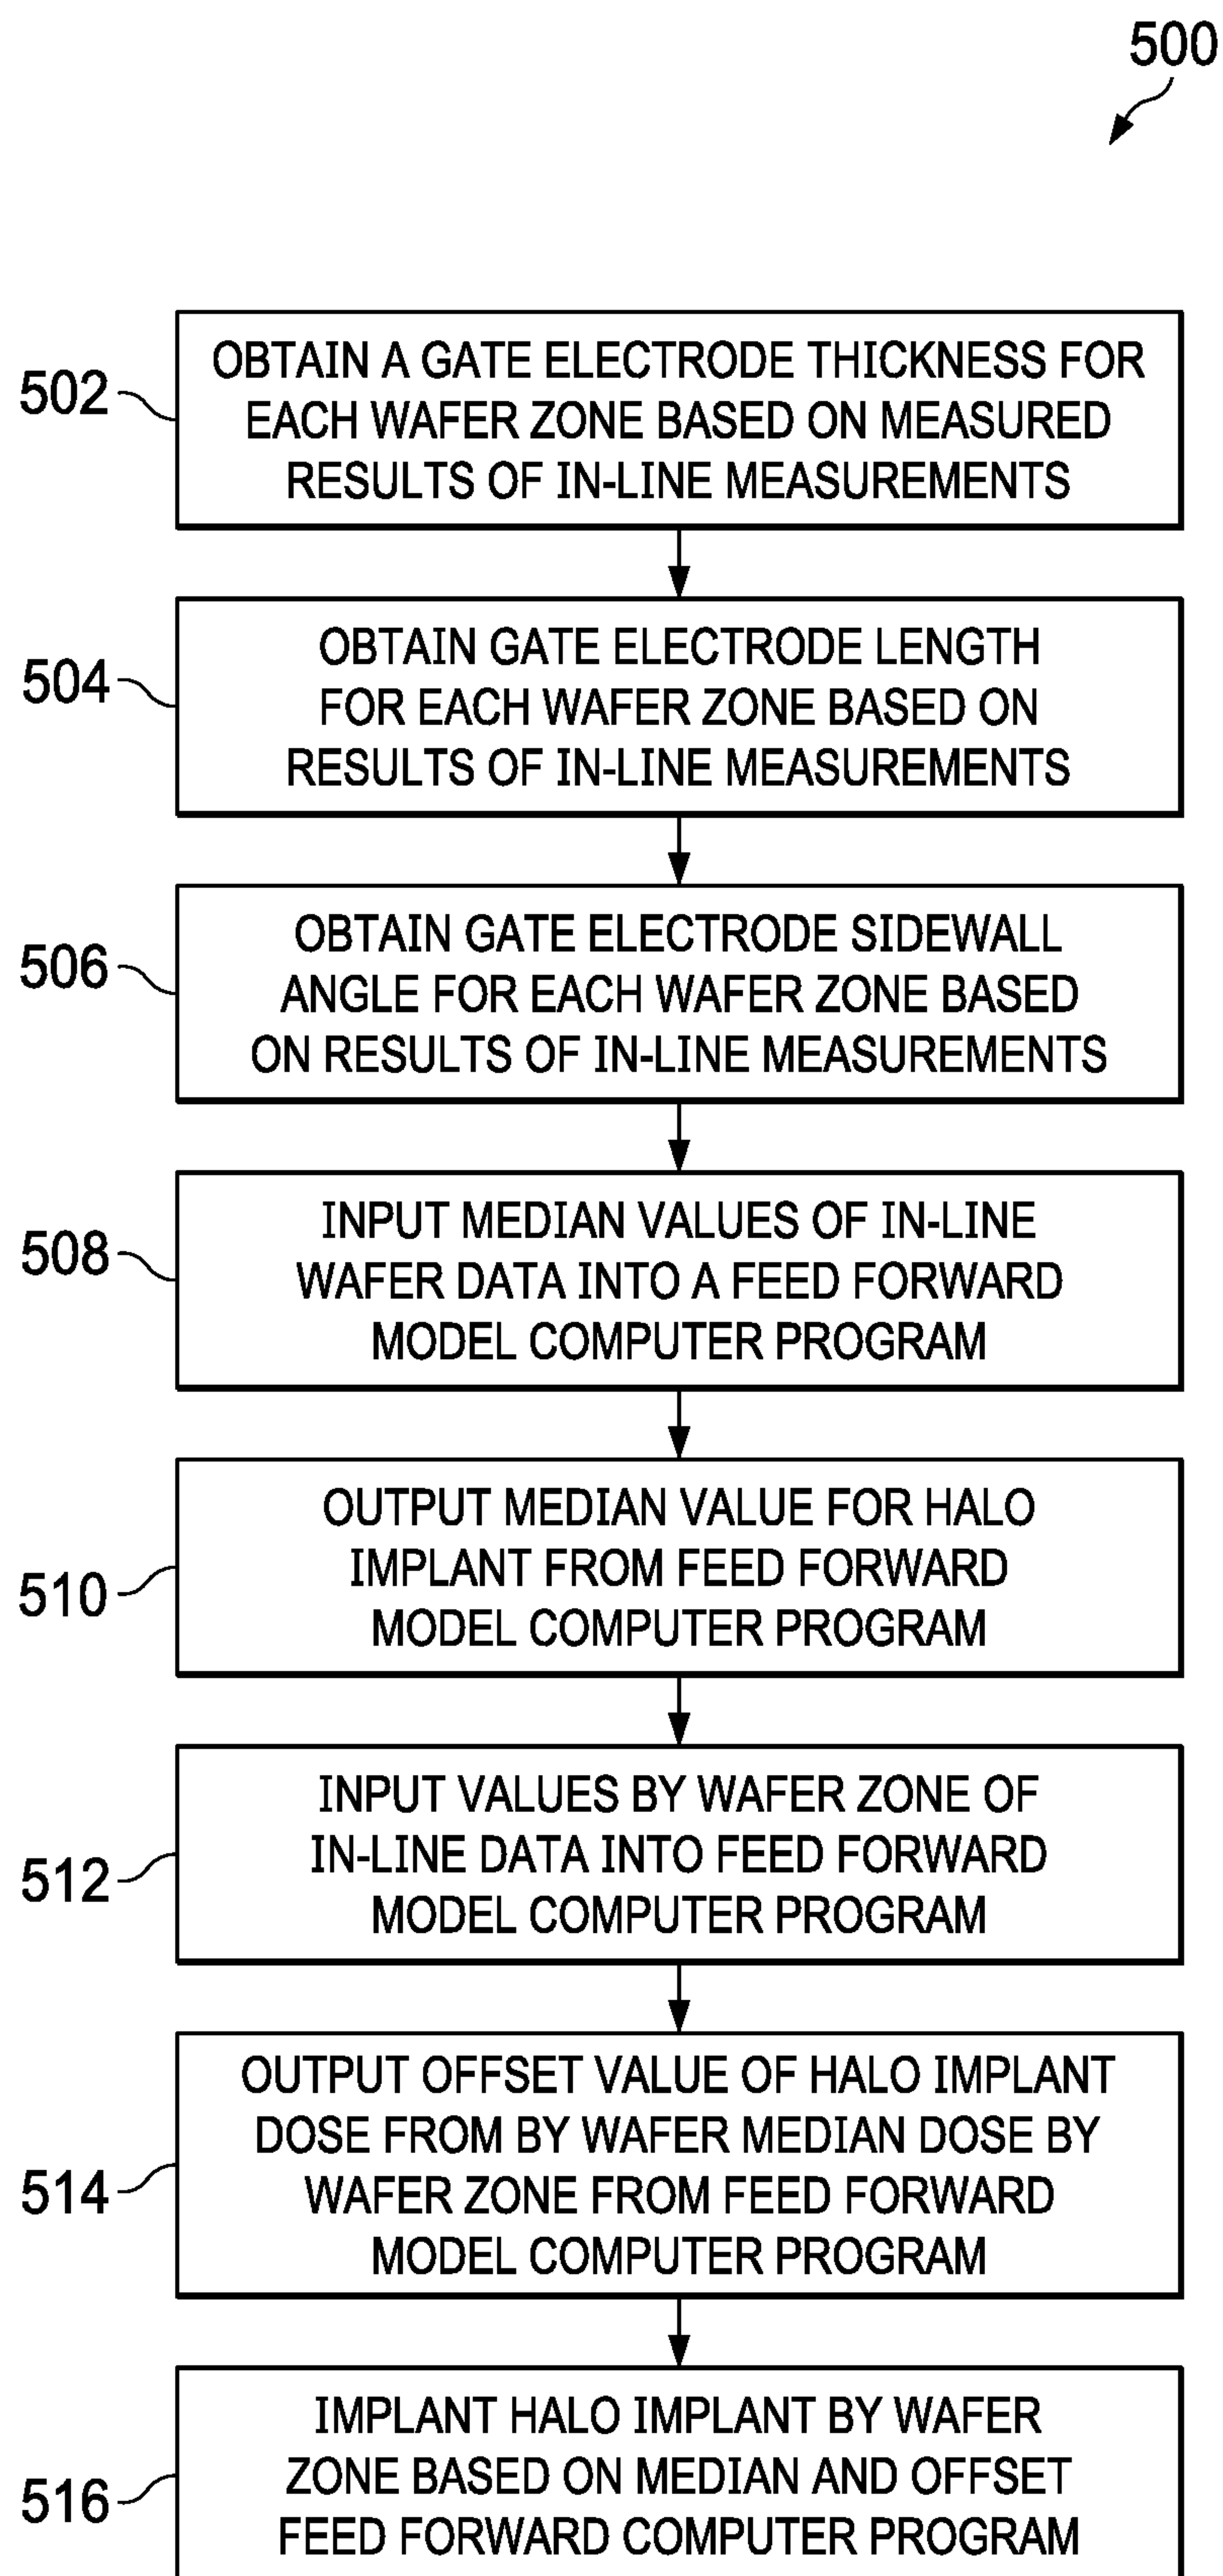 500
502
OBTAIN A GATE ELECTRODE THICKNESS FOR
EACH WAFER ZONE BASED ON MEASURED
RESULTS OF IN-LINE MEASUREMENTS
504
OBTAIN GATE ELECTRODE LENGTH
FOR EACH WAFER ZONE BASED ON
RESULTS OF IN-LINE MEASUREMENTS
506
OBTAIN GATE ELECTRODE SIDEWALL
ANGLE FOR EACH WAFER ZONE BASED
ON RESULTS OF IN-LINE MEASUREMENTS
508
INPUT MEDIAN VALUES OF IN-LINE
WAFER DATA INTO A FEED FORWARD
MODEL COMPUTER PROGRAM
510
OUTPUT MEDIAN VALUE FOR HALO
IMPLANT FROM FEED FORWARD
MODEL COMPUTER PROGRAM
512
INPUT VALUES BY WAFER ZONE OF
IN-LINE DATA INTO FEED FORWARD
MODEL COMPUTER PROGRAM
514
OUTPUT OFFSET VALUE OF HALO IMPLANT
DOSE FROM BY WAFER MEDIAN DOSE BY
WAFER ZONE FROM FEED FORWARD
MODEL COMPUTER PROGRAM
516
IMPLANT HALO IMPLANT BY WAFER
ZONE BASED ON MEDIAN AND OFFSET
FEED FORWARD COMPUTER PROGRAM